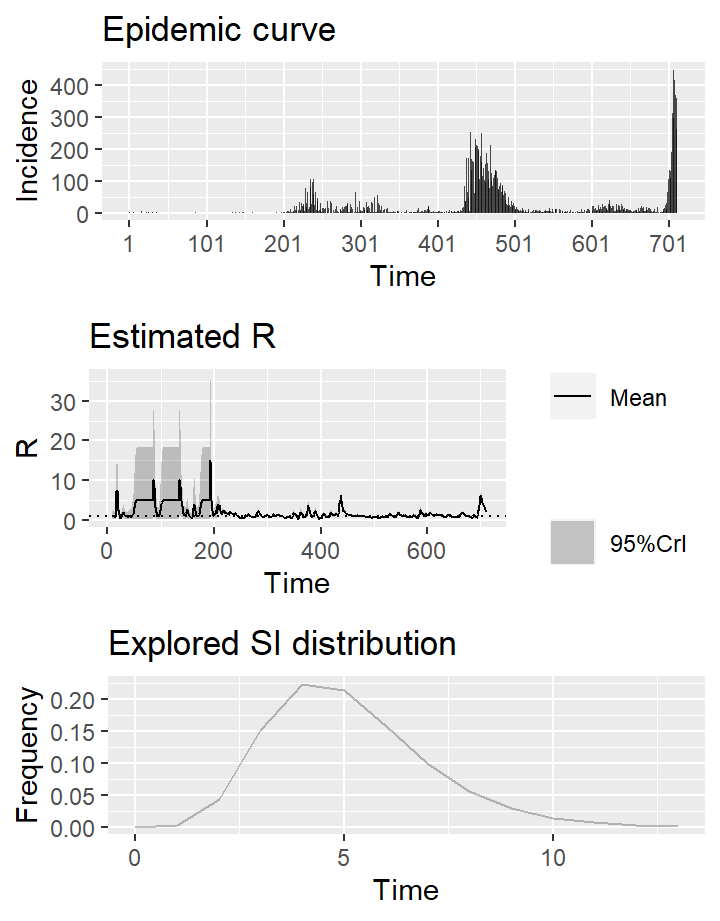 Epidemic curve
Incidence
400
300
200
100
0
1 101 201 301 401 501 601 701
Time
Estimated R
R
30
20
10
0
0 200 400 600
Time
Mean
95%CrI
Explored SI distribution
Frequency
0.20
0.15
0.10
0.05
0.00
0 5 10
Time